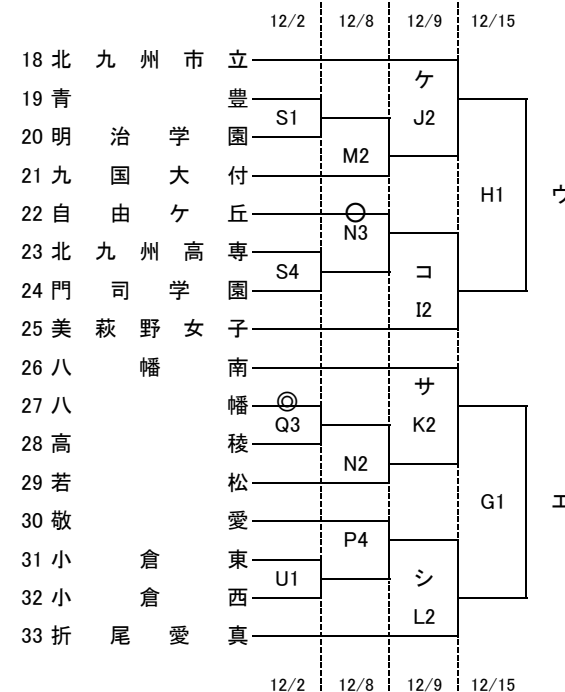 12/2 12/8 12/9 12/15
18 北九州市立
ケ
19 青豊
S1 J2
20 明治学園
M2
21 九国大付
H1 ウ
22 自由ケ丘 ○
N3
23 北九州高専
S4 コ
24 門司学園
I2
25 美萩野女子
26 八幡南
サ
27 八幡 ◎
Q3 K2
28 高稜
N2
29 若松
G1 エ
30 敬愛
P4
31 小倉東
U1 シ
32 小倉西
L2
33 折尾愛真
12/2 12/8 12/9 12/15